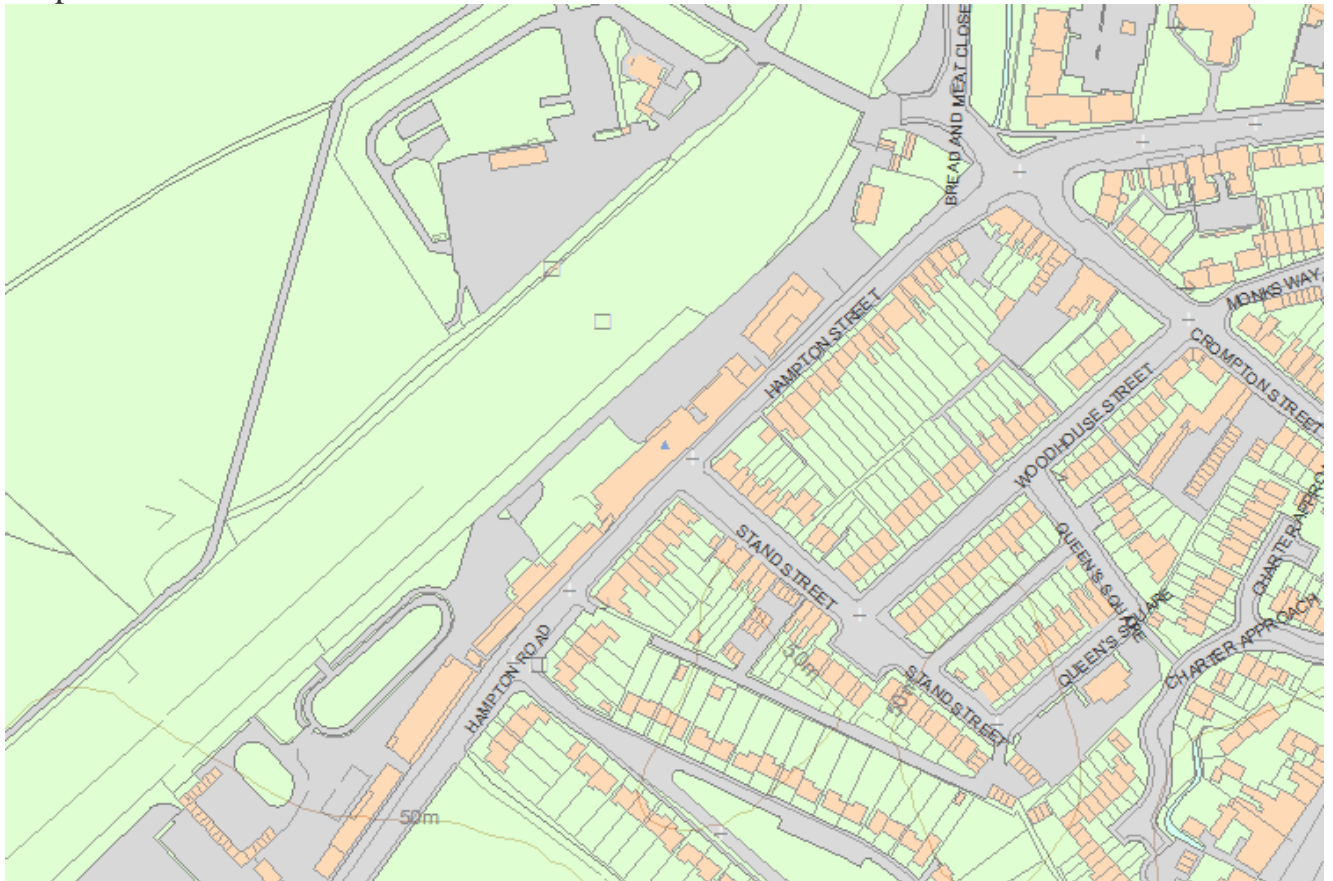 BREAD AND MEAT CLOSE
MONKS WAY
HAMPTON STREET
CROMPTON STREET
WOODHOUSE STREET
STAND STREET
QUEEN'S SQUARE
CHARTER APPROACH
QUEEN'S SQUARE
CHARTER APPROACH
HAMPTON ROAD
50m
STAND STREET
50m